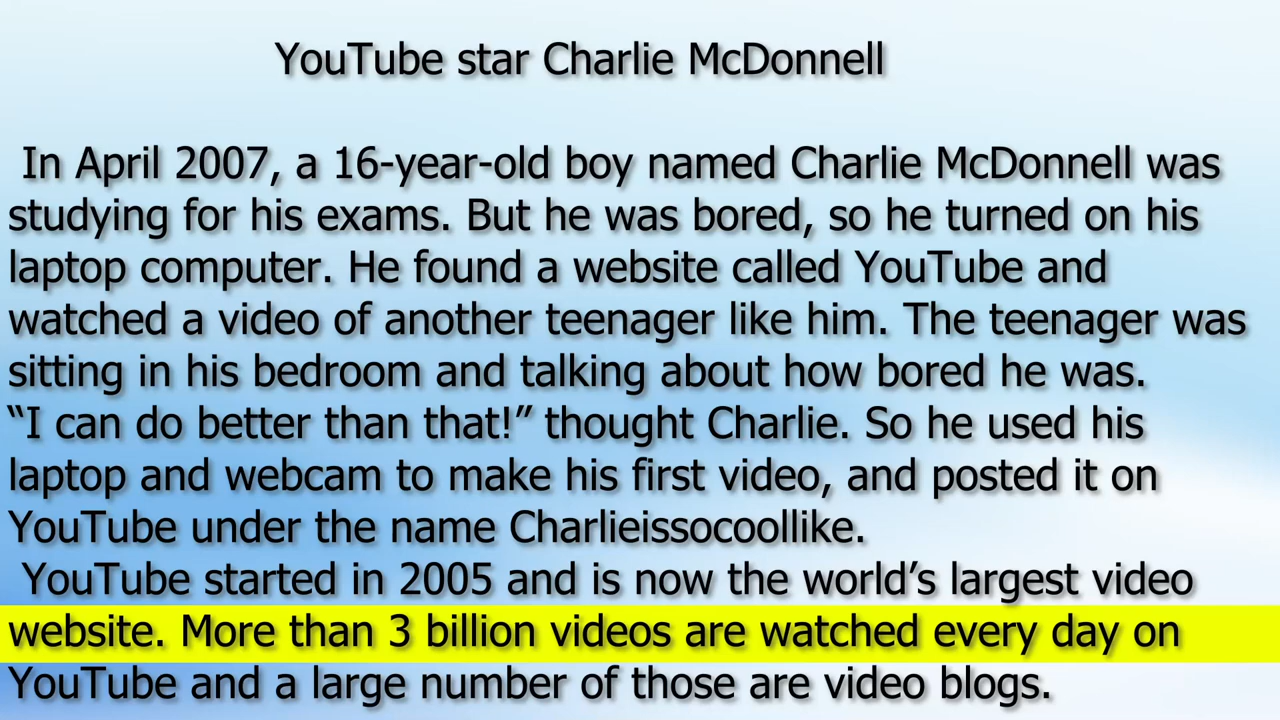 YouTube star Charlie McDonnell
In April 2007, a 16-year-old boy named Charlie McDonnell was
studying for his exams. But he was bored, so he turned on his
laptop computer. He found a website called YouTube and
watched a video of another teenager like him. The teenager was
sitting in his bedroom and talking about how bored he was.
“I can do better than that!” thought Charlie. So he used his
laptop and webcam to make his first video, and posted it on
YouTube under the name Charlieissocoollike.
YouTube started in 2005 and is now the world’s largest video
website. More than 3 billion videos are watched every day on
YouTube and a large number of those are video blogs.